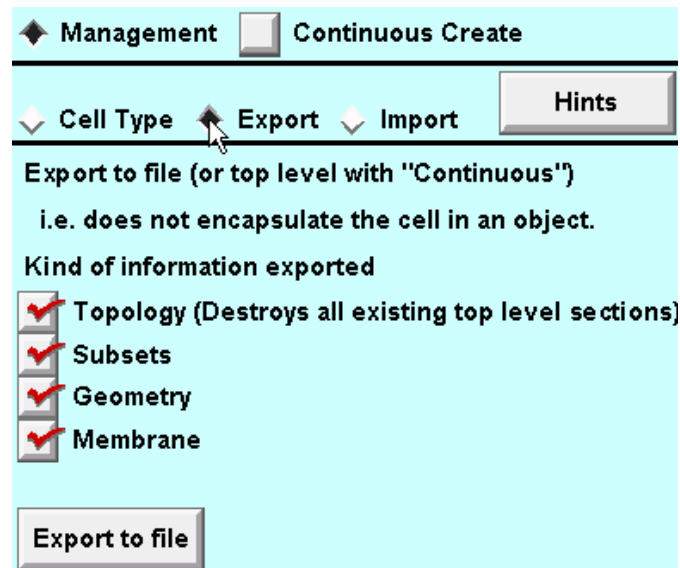 Management Continuous Create
Cell Type Export Import Hints
Export to file (or top level with "Continuous")
i.e. does not encapsulate the cell in an object.
Kind of information exported
Topology (Destroys all existing top level sections)
Subsets
Geometry
Membrane
Export to file